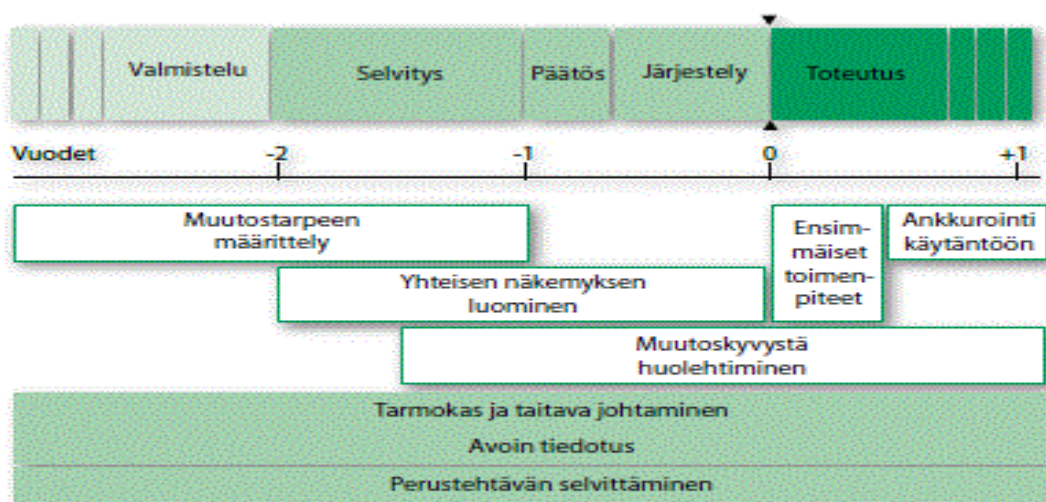 Valmistelu Selvitys Päätös Järjestely Toteutus
Vuodet -2 -1 0 +1
Muutostarpeen
määrittely
Ensim-
mäiset
toimen-
piteet
Ankkurointi
käytäntöön
Yhteisen näkemyksen
luominen
Muutoskyvystä
huolehtiminen
Tarmokas ja taitava johtaminen
Avoin tiedotus
Perustehtävän selvittäminen